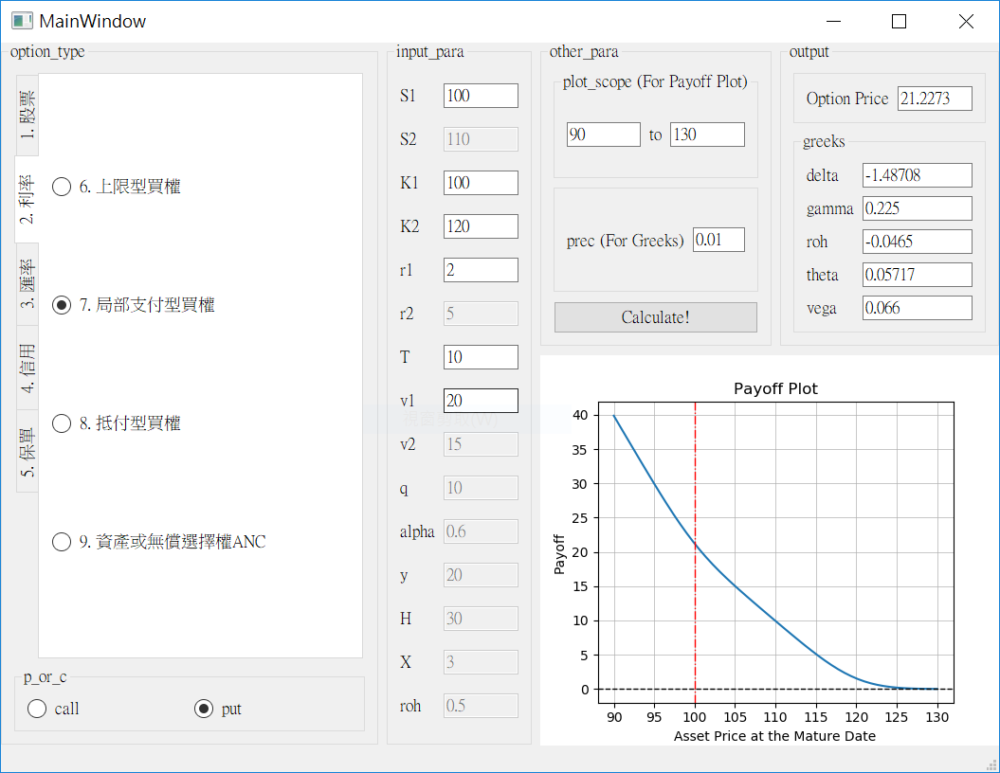 MainWindow
option_type
1. 股票
2. 利率
3. 匯率
4. 信用
5. 保單
6. 上限型買權
7. 局部支付型買權
8. 抵付型買權
9. 資產或無償選擇權ANC
p_or_c
call
put
input_para
S1 100
S2 110
K1 100
K2 120
r1 2
r2 5
T 10
v1 20
v2 15
q 10
alpha 0.6
y 20
H 30
X 3
roh 0.5
other_para
plot_scope (For Payoff Plot)
90 to 130
prec (For Greeks) 0.01
Calculate!
output
Option Price 21.2273
greeks
delta -1.48708
gamma 0.225
roh -0.0465
theta 0.05717
vega 0.066
Payoff Plot
Payoff
40
35
30
25
20
15
10
5
0
90 95 100 105 110 115 120 125 130
Asset Price at the Mature Date